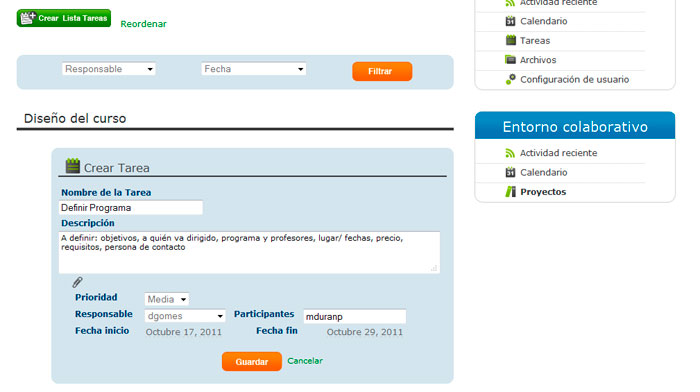 Crear Lista Tareas
Reordenar
Responsable
Fecha
Filtrar
Diseño del curso
Crear Tarea
Nombre de la Tarea
Definir Programa
Descripción
A definir: objetivos, a quién va dirigido, programa y profesores, lugar/ fechas, precio,
requisitos, persona de contacto
Prioridad
Media
Responsable
dgomes
Participantes
mduranp
Fecha inicio
Octubre 17, 2011
Fecha fin
Octubre 29, 2011
Guardar
Cancelar
Actividad reciente
31 Calendario
Tareas
Archivos
Configuración de usuario
Entorno colaborativo
Actividad reciente
31 Calendario
Proyectos